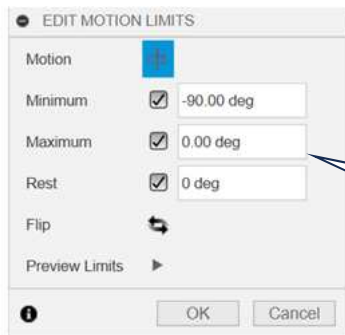 EDIT MOTION LIMITS
Motion
Minimum -90.00 deg
Maximum 0.00 deg
Rest 0 deg
Flip
Preview Limits
OK Cancel